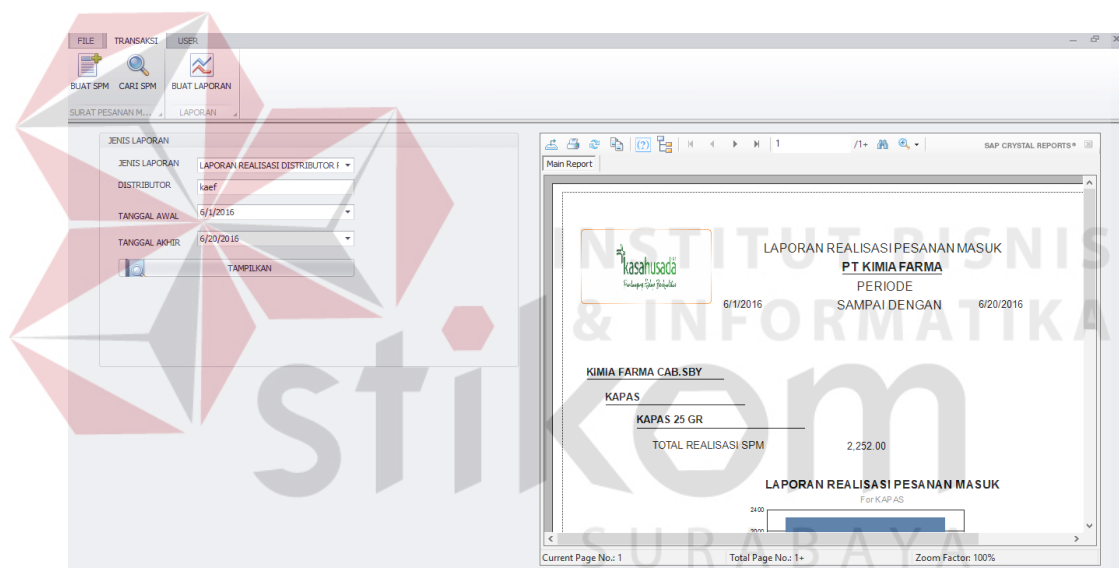 FILE TRANSAKSI USER
BUAT SPM CARI SPM BUAT LAPORAN
SURAT PESANAN M... LAPORAN
JENIS LAPORAN
JENIS LAPORAN LAPORAN REALISASI DISTRIBUTOR F
DISTRIBUTOR kaef
TANGGAL AWAL 6/1/2016
TANGGAL AKHIR 6/20/2016
TAMPILKAN
1 /1+ SAP CRYSTAL REPORTS®
Main Report
kasahusada
LAPORAN REALISASI PESANAN MASUK
PT KIMIA FARMA
PERIODE
6/1/2016 SAMPAI DENGAN 6/20/2016
KIMIA FARMA CAB.SBY
KAPAS
KAPAS 25 GR
TOTAL REALISASI SPM 2,252.00
LAPORAN REALISASI PESANAN MASUK
For KAPAS
2400
Current Page No.: 1 Total Page No.: 1+ Zoom Factor: 100%
INSTITUT BISNIS
& INFORMATIKA
stikom
SURABAYA